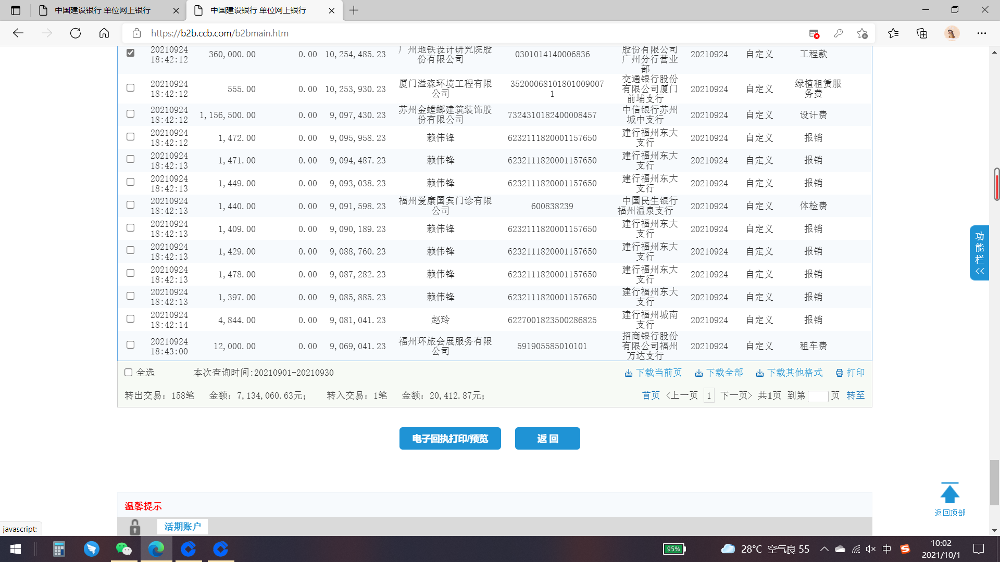 中国建设银行 单位网上银行
中国建设银行 单位网上银行
https://b2b.ccb.com/b2bmain.htm
20210924 18:42:12 360,000.00 0.00 10,254,485.23 广州地铁设计研究院股份有限公司 0301014140006836 股份有限公司广州分行营业部 20210924 自定义 工程款
20210924 18:42:12 555.00 0.00 10,253,930.23 厦门溢森环境工程有限公司 352000681018010090071 交通银行股份有限公司厦门前埔支行 20210924 自定义 绿植租赁服务费
20210924 18:42:12 1,156,500.00 0.00 9,097,430.23 苏州金螳螂建筑装饰股份有限公司 7324310182400008457 中信银行苏州城中支行 20210924 自定义 设计费
20210924 18:42:12 1,472.00 0.00 9,095,958.23 赖伟锋 6232111820001157650 建行福州东大支行 20210924 自定义 报销
20210924 18:42:13 1,471.00 0.00 9,094,487.23 赖伟锋 6232111820001157650 建行福州东大支行 20210924 自定义 报销
20210924 18:42:13 1,449.00 0.00 9,093,038.23 赖伟锋 6232111820001157650 建行福州东大支行 20210924 自定义 报销
20210924 18:42:13 1,440.00 0.00 9,091,598.23 福州爱康国宾门诊有限公司 600838239 中国民生银行福州温泉支行 20210924 自定义 体检费
20210924 18:42:13 1,409.00 0.00 9,090,189.23 赖伟锋 6232111820001157650 建行福州东大支行 20210924 自定义 报销
20210924 18:42:13 1,429.00 0.00 9,088,760.23 赖伟锋 6232111820001157650 建行福州东大支行 20210924 自定义 报销
20210924 18:42:13 1,478.00 0.00 9,087,282.23 赖伟锋 6232111820001157650 建行福州东大支行 20210924 自定义 报销
20210924 18:42:13 1,397.00 0.00 9,085,885.23 赖伟锋 6232111820001157650 建行福州东大支行 20210924 自定义 报销
20210924 18:42:14 4,844.00 0.00 9,081,041.23 赵玲 6227001823500286825 建行福州城南支行 20210924 自定义 报销
20210924 18:43:00 12,000.00 0.00 9,069,041.23 福州环旅会展服务有限公司 591905585010101 招商银行股份有限公司福州万达支行 20210924 自定义 租车费
全选 本次查询时间:20210901-20210930 下载当前页 下载全部 下载其他格式 打印
转出交易：158笔 金额：7,134,060.63元； 转入交易：1笔 金额：20,412.87元； 首页 <上一页 1 下一页> 共1页 到第 页 转至
电子回执打印/预览 返 回
功能栏 <<
返回顶部
温馨提示
活期账户
javascript:
95% 28°C 空气良 55 中 10:02
2021/10/1